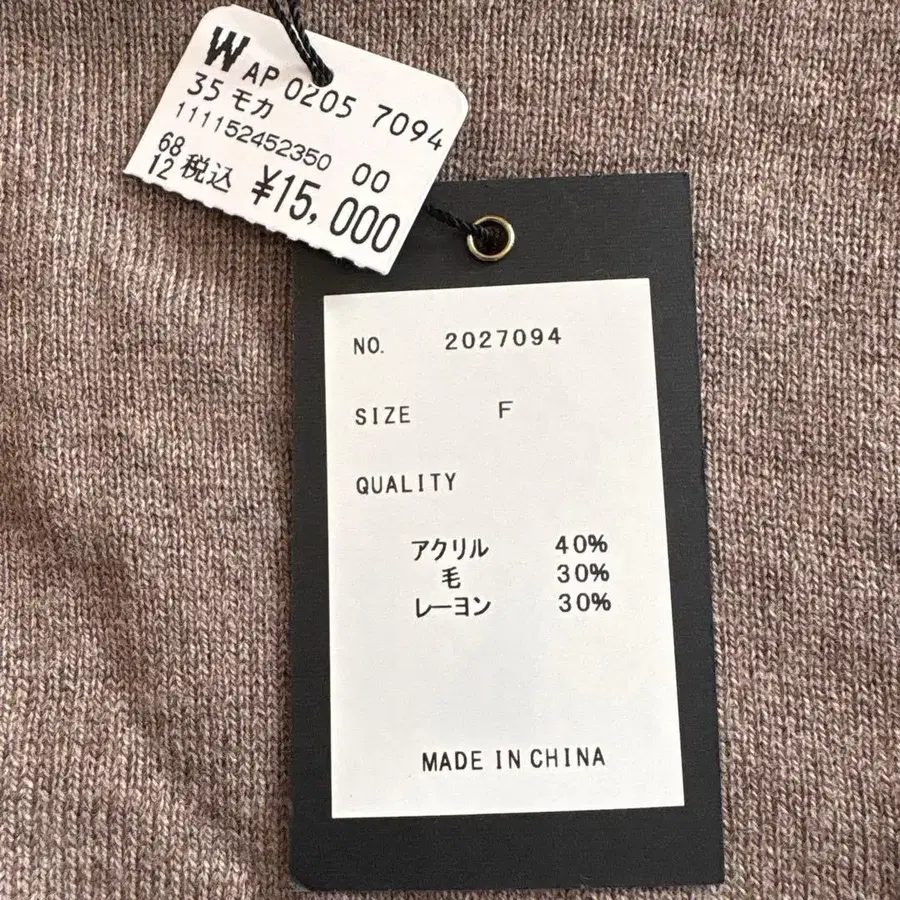 W AP 0205 7094
35 モカ
111152452350 00
68
12 税込 ¥15,000
NO. 2027094
SIZE F
QUALITY
アクリル 40%
毛 30%
レーヨン 30%
MADE IN CHINA